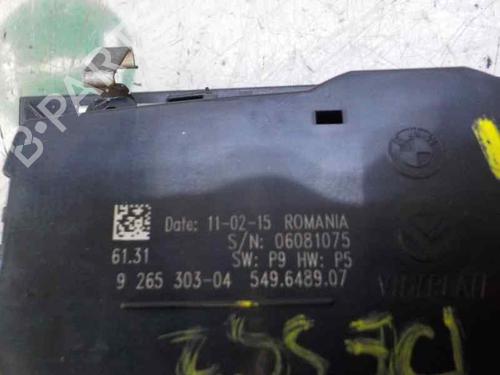 B-PARTS
Date: 11-02-15 ROMANIA
S/N: 06081075
61.31 SW: P9 HW: P5
9 265 303-04 549.6489.07